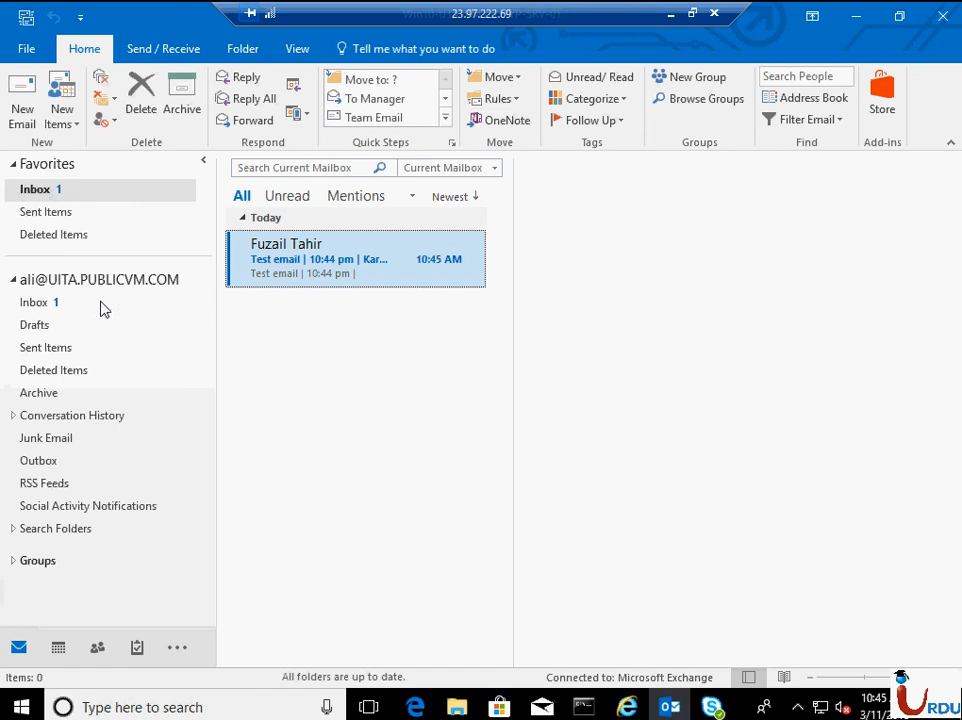 23.97.222.69
File Home Send / Receive Folder View Tell me what you want to do
New Email
New Items
New
Delete
Archive
Delete
Reply
Reply All
Forward
Respond
Move to: ?
To Manager
Team Email
Quick Steps
Move
Rules
OneNote
Move
Unread/ Read
Categorize
Follow Up
Tags
New Group
Browse Groups
Groups
Search People
Address Book
Filter Email
Find
Store
Add-ins
Favorites
Inbox 1
Sent Items
Deleted Items
ali@UITA.PUBLICVM.COM
Inbox 1
Drafts
Sent Items
Deleted Items
Archive
Conversation History
Junk Email
Outbox
RSS Feeds
Social Activity Notifications
Search Folders
Groups
Search Current Mailbox Current Mailbox
All Unread Mentions Newest
Today
Fuzail Tahir
Test email | 10:44 pm | Kar... 10:45 AM
Test email | 10:44 pm |
Items: 0 All folders are up to date. Connected to: Microsoft Exchange
Type here to search
10:45
3/11/
URDU